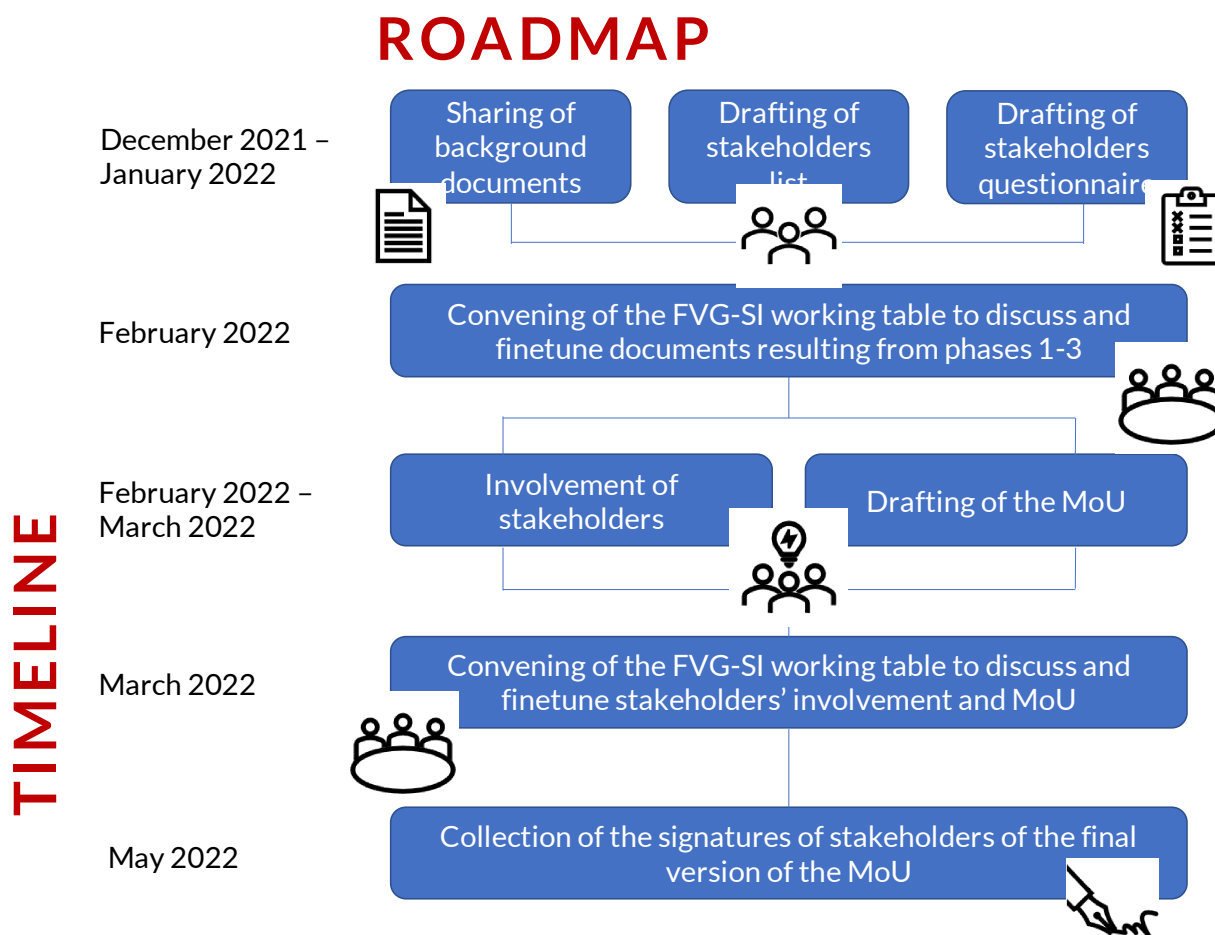 ROADMAP
December 2021 –
January 2022
Sharing of
background
documents
Drafting of
stakeholders
list
Drafting of
stakeholders
questionnaire
February 2022
Convening of the FVG-SI working table to discuss and
finetune documents resulting from phases 1-3
February 2022 –
March 2022
Involvement of
stakeholders
Drafting of the MoU
TIMELINE
March 2022
Convening of the FVG-SI working table to discuss and
finetune stakeholders’ involvement and MoU
May 2022
Collection of the signatures of stakeholders of the final
version of the MoU